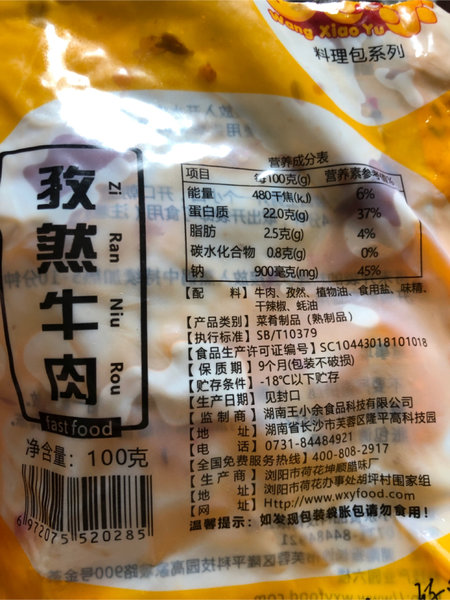 Wang Xiao Yu
料理包系列
孜然牛肉
Zi Ran Niu Rou
fast food
净含量：100克
6 972075 520285
营养成分表
项目 每100克(g) 营养素参考值%
能量 480千焦(kJ) 6%
蛋白质 22.0克(g) 37%
脂肪 2.5克(g) 4%
碳水化合物 0.8克(g) 0%
钠 900毫克(mg) 45%
【配 料】牛肉、孜然、植物油、食用盐、味精、
干辣椒、蚝油
【产品类别】菜肴制品（熟制品）
【执行标准】SB/T10379
【食品生产许可证编号】SC10443018101018
【保质期】9个月(包装不破损)
【贮存条件】-18℃以下贮存
【生产日期】见封口
【监制商】湖南王小余食品科技有限公司
【地 址】湖南省长沙市芙蓉区隆平高科技园
【电 话】0731-84484921
【全国免费服务热线】400-808-2917
【生产商】浏阳市荷花坤顺腊味厂
【地 址】浏阳市荷花办事处胡坪村围家组
【网 址】Http://www.wxyfood.com
温馨提示：如发现包装袋胀包请勿食用！